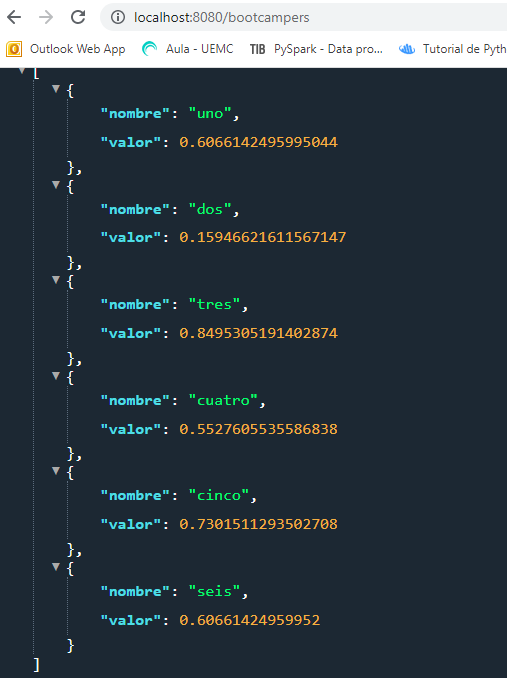 localhost:8080/bootcampers
Outlook Web App Aula - UEMC TIB PySpark - Data pro... Tutorial de Pyth
[
{
"nombre": "uno",
"valor": 0.6066142495995044
},
{
"nombre": "dos",
"valor": 0.15946621611567147
},
{
"nombre": "tres",
"valor": 0.8495305191402874
},
{
"nombre": "cuatro",
"valor": 0.5527605535586838
},
{
"nombre": "cinco",
"valor": 0.7301511293502708
},
{
"nombre": "seis",
"valor": 0.60661424959952
}
]